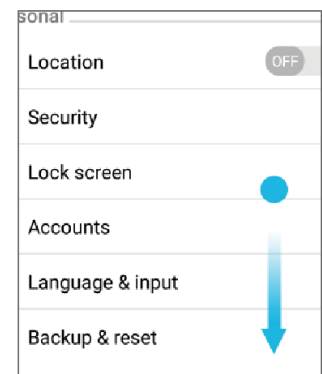 sonal
Location
OFF
Security
Lock screen
Accounts
Language & input
Backup & reset